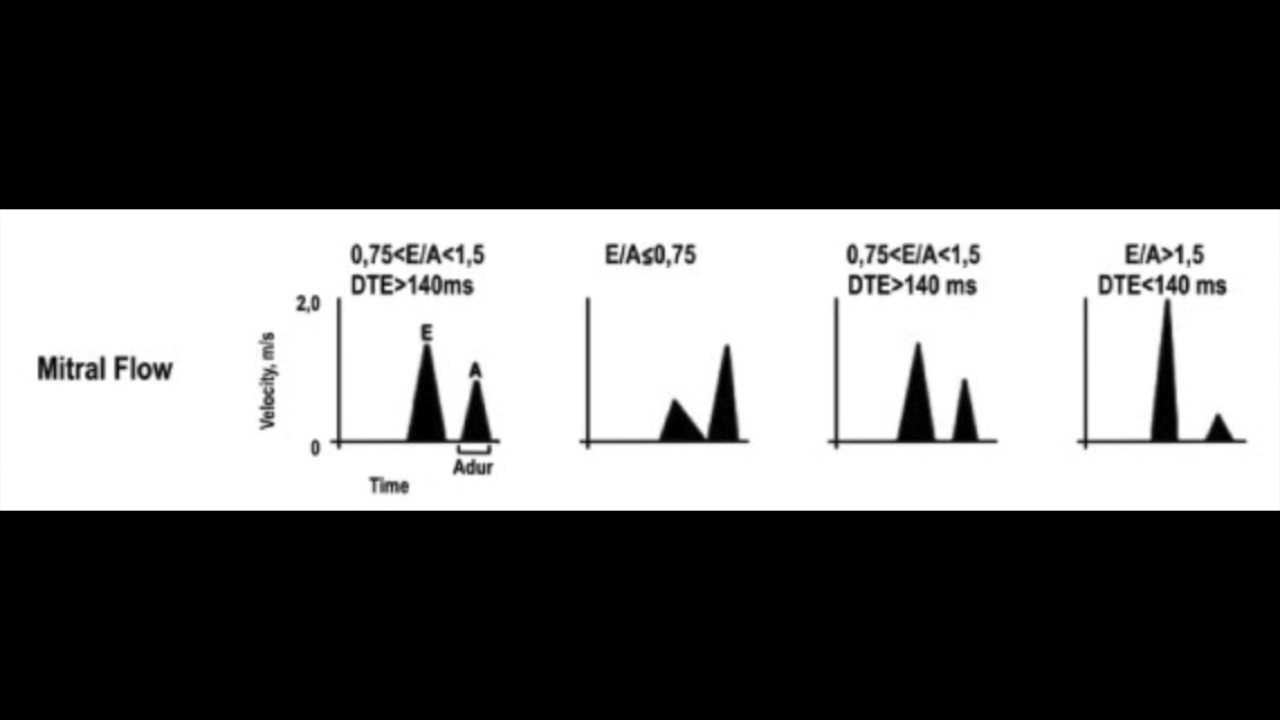 0,75<E/A<1,5
DTE>140ms
E/A≤0,75
0,75<E/A<1,5
DTE>140 ms
E/A>1,5
DTE<140 ms
Mitral Flow
Velocity, m/s
2,0
0
E
A
Adur
Time